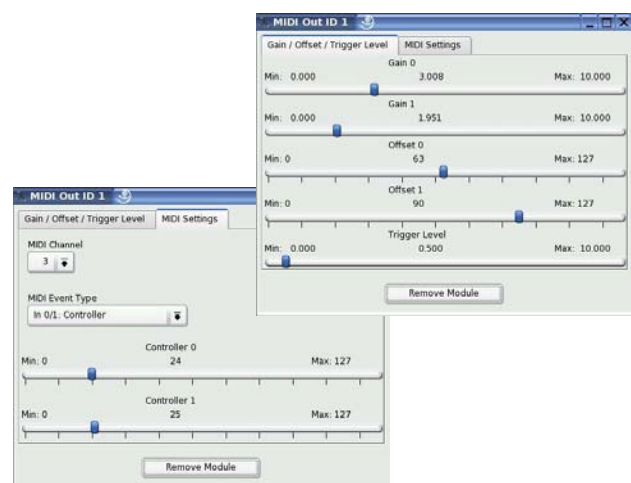 MIDI Out ID 1
Gain / Offset / Trigger Level MIDI Settings
Gain 0
Min: 0.000 3.008 Max: 10.000
Gain 1
Min: 0.000 1.951 Max: 10.000
Offset 0
Min: 0 63 Max: 127
Offset 1
Min: 0 90 Max: 127
Trigger Level
Min: 0.000 0.500 Max: 10.000
Remove Module
MIDI Out ID 1
Gain / Offset / Trigger Level MIDI Settings
MIDI Channel
3
MIDI Event Type
In 0/1: Controller
Controller 0
Min: 0 24 Max: 127
Controller 1
Min: 0 25 Max: 127
Remove Module